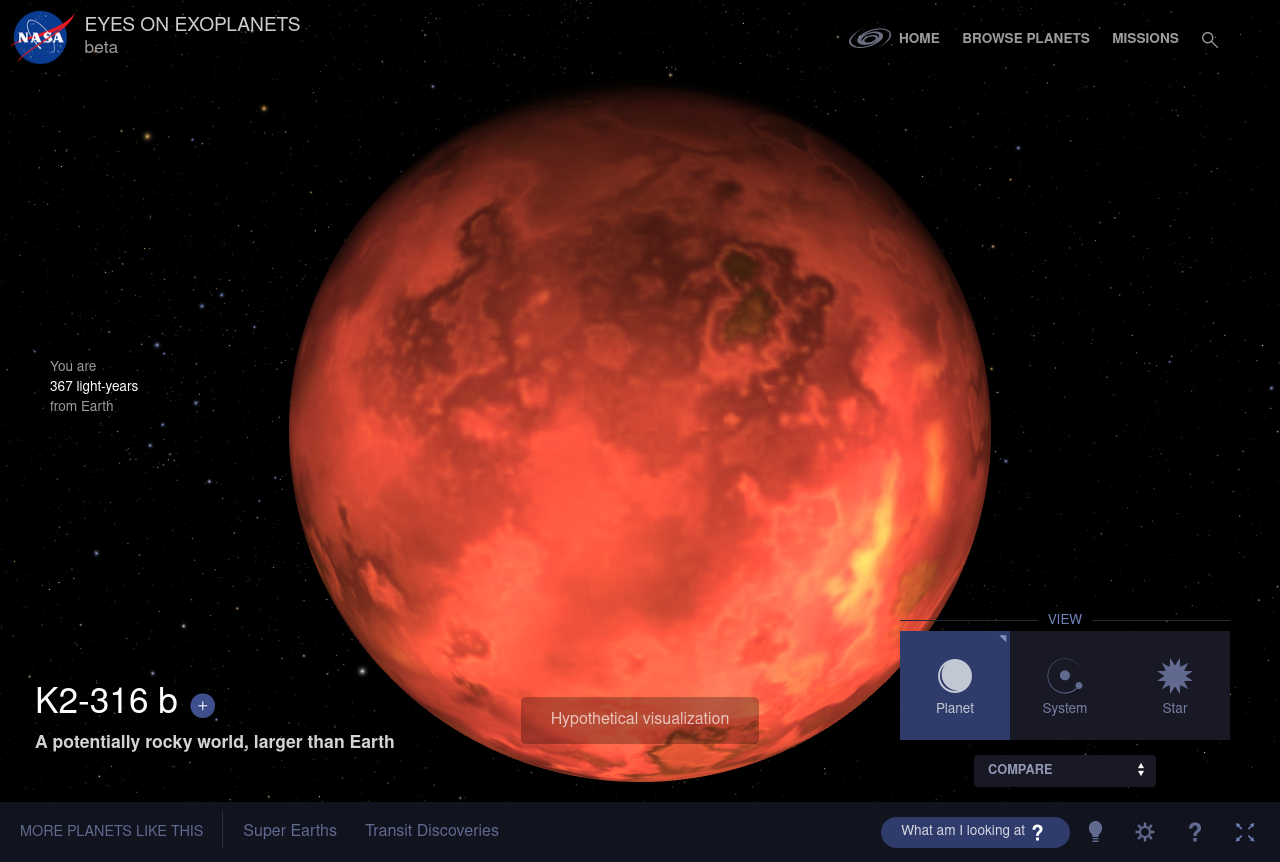 NASA
EYES ON EXOPLANETS
beta
HOME
BROWSE PLANETS
MISSIONS
You are
367 light-years
from Earth
K2-316 b +
A potentially rocky world, larger than Earth
Hypothetical visualization
VIEW
Planet
System
Star
COMPARE
MORE PLANETS LIKE THIS
Super Earths
Transit Discoveries
What am I looking at ?
?